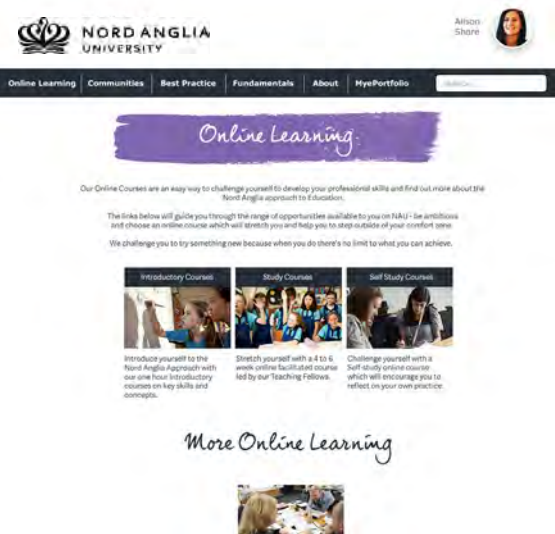 NORD ANGLIA
UNIVERSITY
Alison
Share
Online Learning Communities Best Practice Fundamentals About MyePortfolio
Online Learning
Our Online Courses are an easy way to challenge yourself to develop your professional skills and find out more about the
Nord Anglia approach to Education.
The links below will guide you through the range of opportunities available to you on NAU - be ambitious
and choose an online course which will stretch you and help you to step outside of your comfort zone.
We challenge you to try something new because when you do there's no limit to what you can achieve.
Introductory Courses
Introduce yourself to the
Nord Anglia Approach with
our one hour introductory
courses on key skills and
concepts.
Study Courses
Stretch yourself with a 4 to 6
week online facilitated course
led by our Teaching Fellows.
Self Study Courses
Challenge yourself with a
Self-study online course
which will encourage you to
reflect on your own practice.
More Online Learning